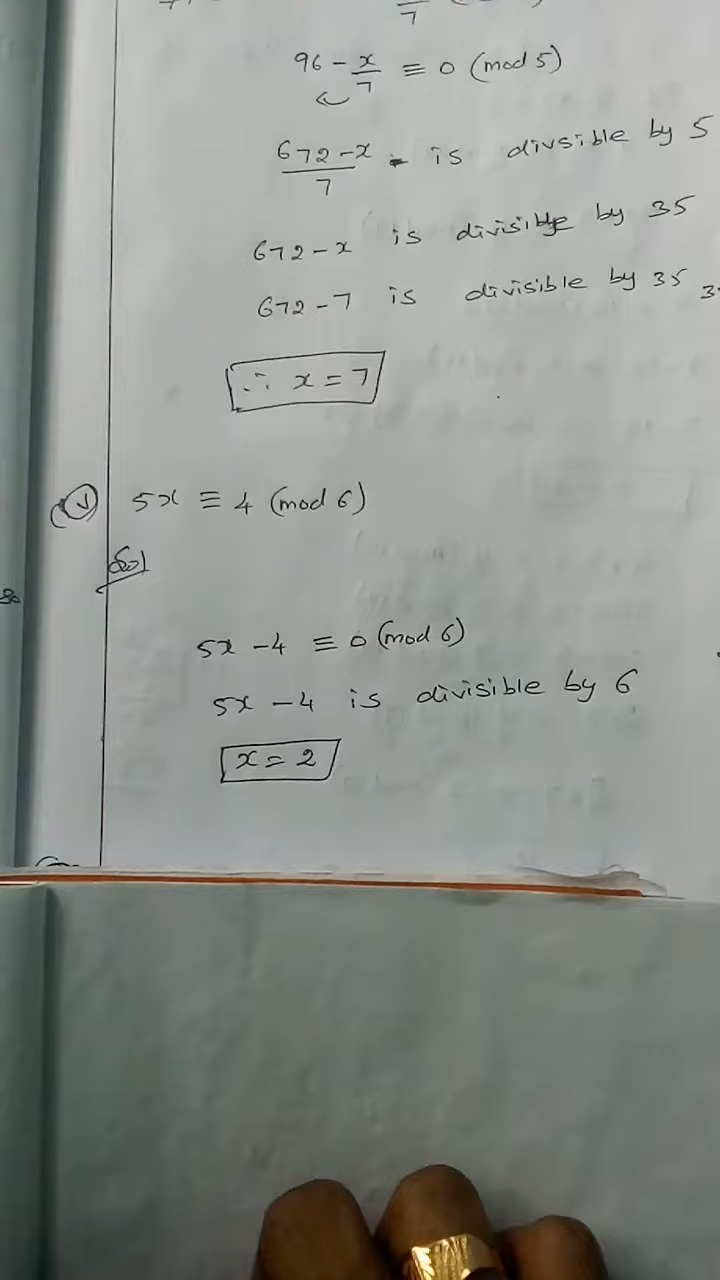 7
96 - x/7 ≡ 0 (mod 5)
672-x/7 is divsible by 5
672-x is divisible by 35
672-7 is divisible by 35
∴ x = 7
(v) 5x ≡ 4 (mod 6)
Sol
5x - 4 ≡ 0 (mod 6)
5x - 4 is divisible by 6
x = 2